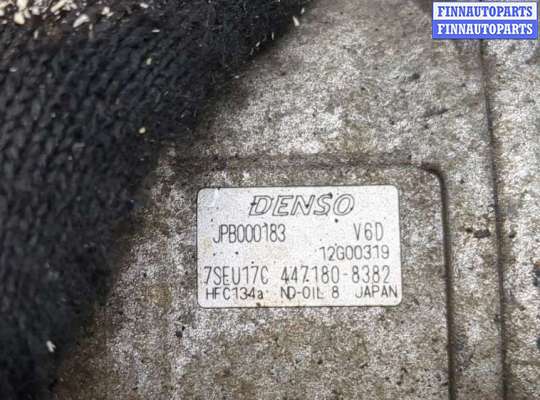 FINNAUTOPARTS
FINNAUTOPARTS
DENSO
JPB000183 V6D
12G00319
7SEU17C 447180-8382
HFC134a ND-OIL 8 JAPAN